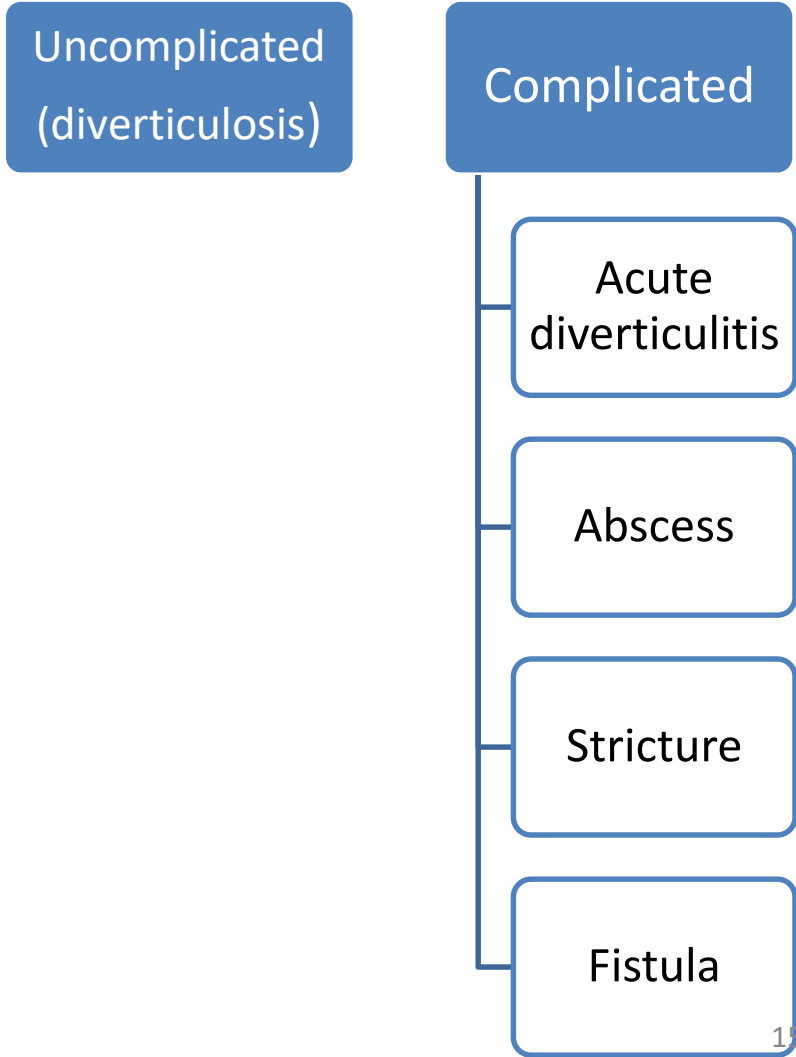 Uncomplicated
(diverticulosis)
Complicated
Acute
diverticulitis
Abscess
Stricture
Fistula